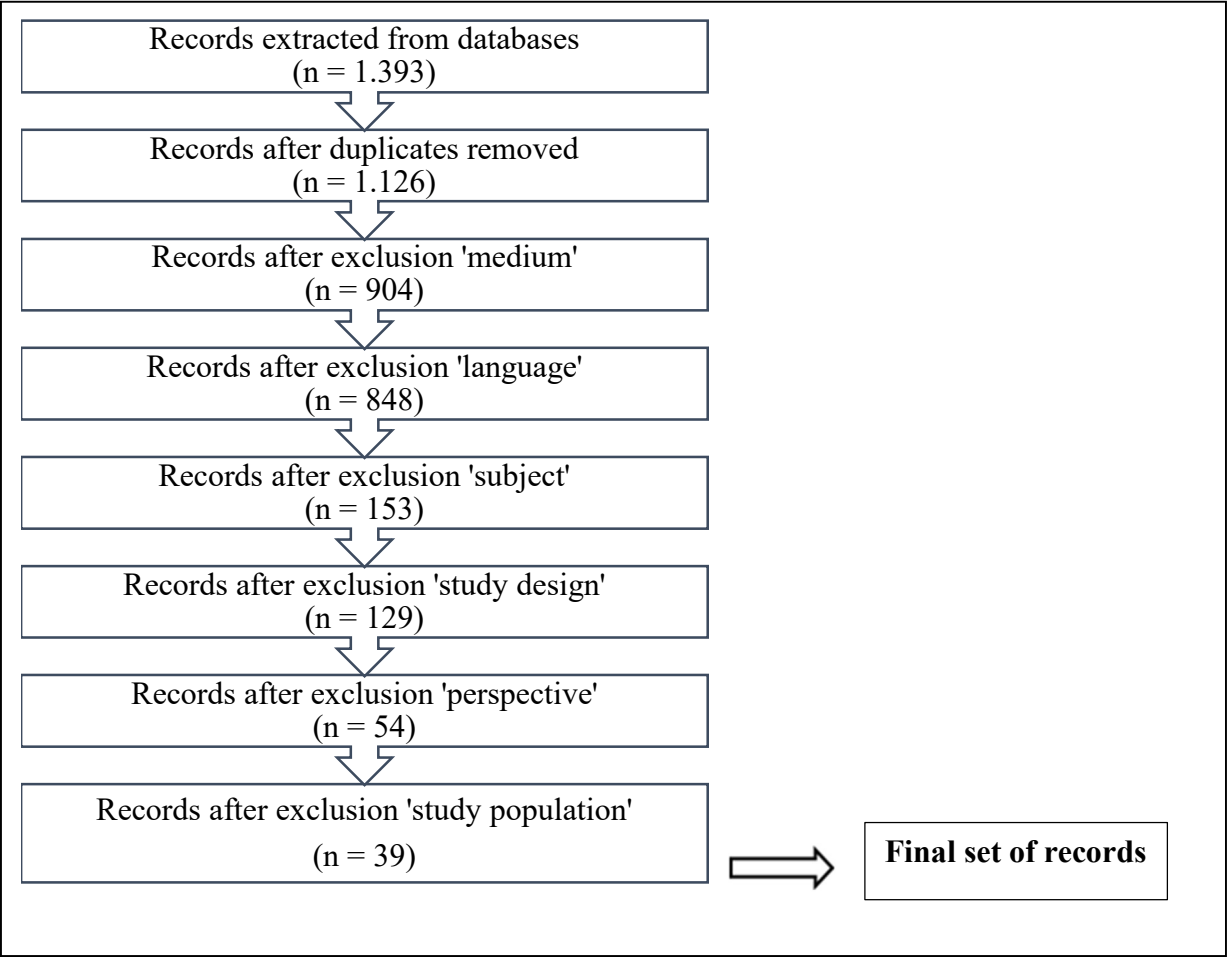 Records extracted from databases
(n = 1.393)
Records after duplicates removed
(n = 1.126)
Records after exclusion 'medium'
(n = 904)
Records after exclusion 'language'
(n = 848)
Records after exclusion 'subject'
(n = 153)
Records after exclusion 'study design'
(n = 129)
Records after exclusion 'perspective'
(n = 54)
Records after exclusion 'study population'
(n = 39)
Final set of records